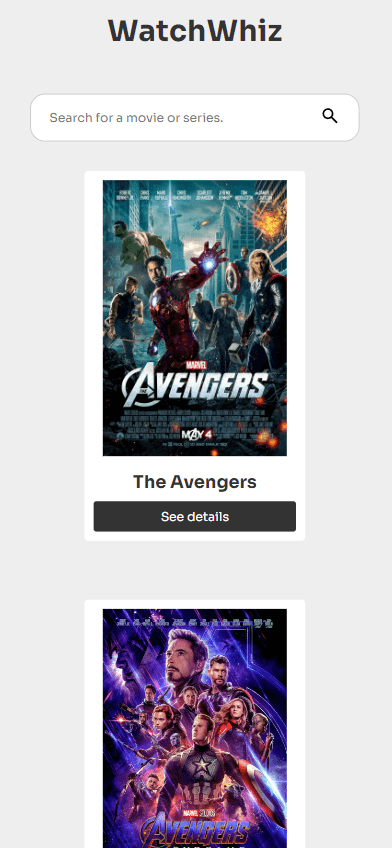 WatchWhiz
Search for a movie or series.
MARVEL
AVENGERS
MAY 4
The Avengers
See details
MARVEL STUDIOS
AVENGERS